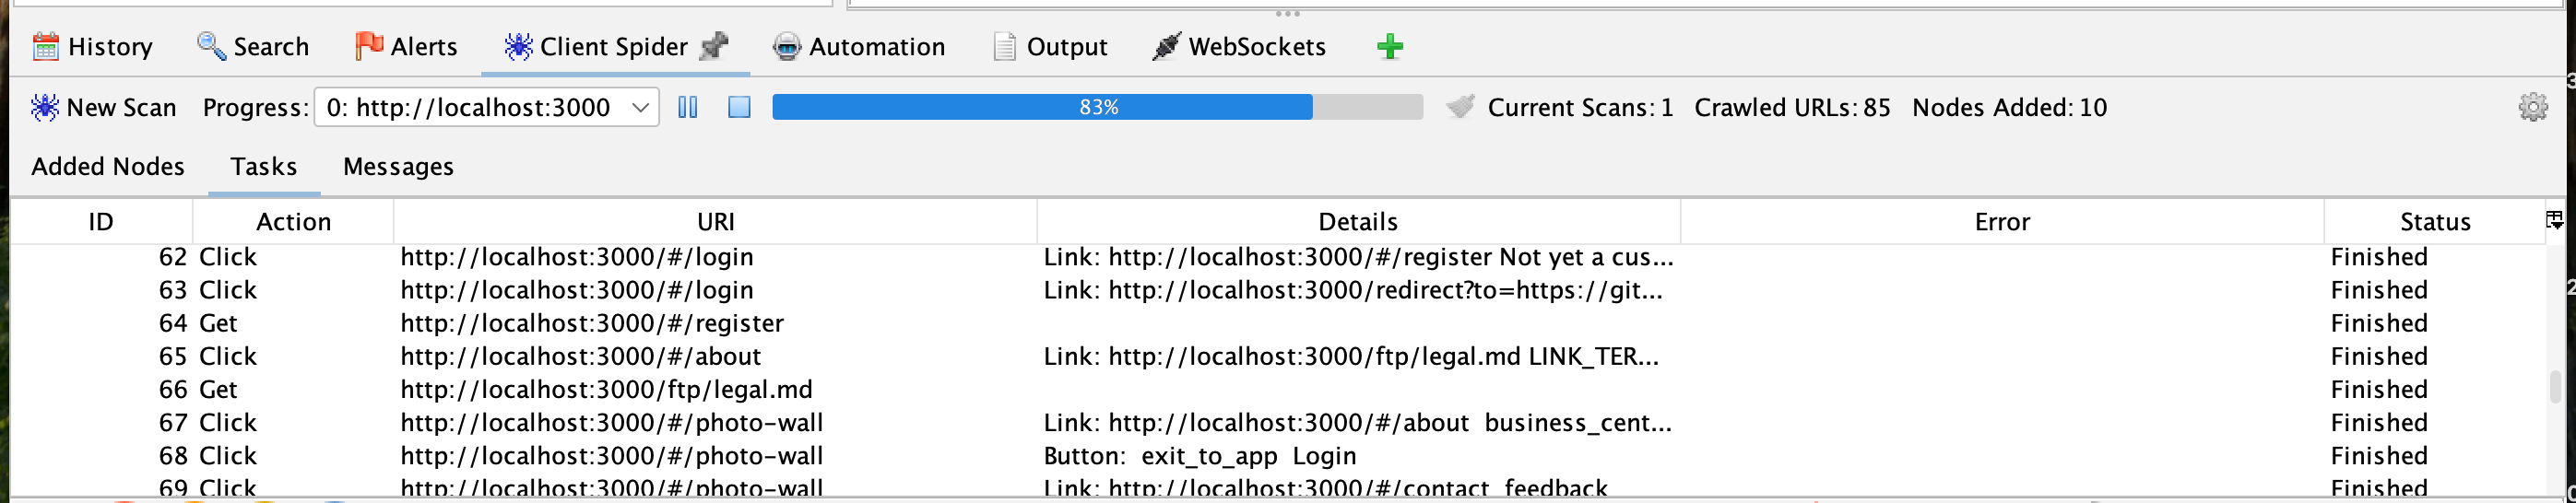 History Search Alerts Client Spider Automation Output WebSockets
New Scan Progress: 0: http://localhost:3000 83% Current Scans: 1 Crawled URLs: 85 Nodes Added: 10
Added Nodes Tasks Messages
ID Action URI Details Error Status
62 Click http://localhost:3000/#/login Link: http://localhost:3000/#/register Not yet a cus... Finished
63 Click http://localhost:3000/#/login Link: http://localhost:3000/redirect?to=https://git... Finished
64 Get http://localhost:3000/#/register Finished
65 Click http://localhost:3000/#/about Link: http://localhost:3000/ftp/legal.md LINK_TER... Finished
66 Get http://localhost:3000/ftp/legal.md Finished
67 Click http://localhost:3000/#/photo-wall Link: http://localhost:3000/#/about business_cent... Finished
68 Click http://localhost:3000/#/photo-wall Button: exit_to_app Login Finished
69 Click http://localhost:3000/#/photo-wall Link: http://localhost:3000/#/contact feedback Finished